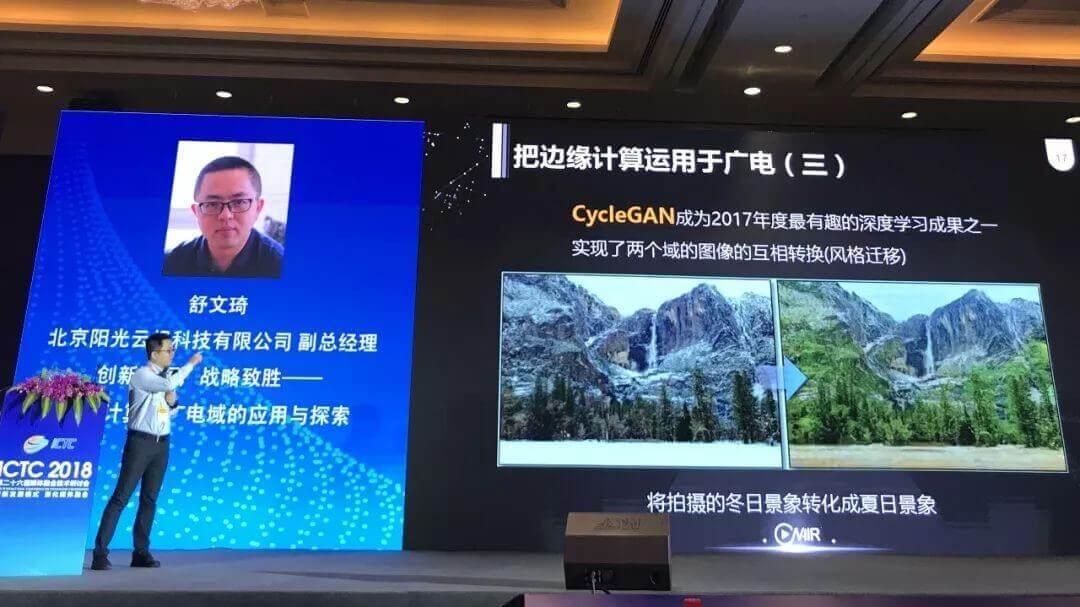 舒文琦
北京阳光云 科技有限公司 副总经理
创新 战略致胜——
计算 广电域的应用与探索
ICTC
ICTC 2018
把边缘计算运用于广电（三）
17
CycleGAN成为2017年度最有趣的深度学习成果之一
实现了两个域的图像的互相转换(风格迁移)
将拍摄的冬日景象转化成夏日景象
MIR